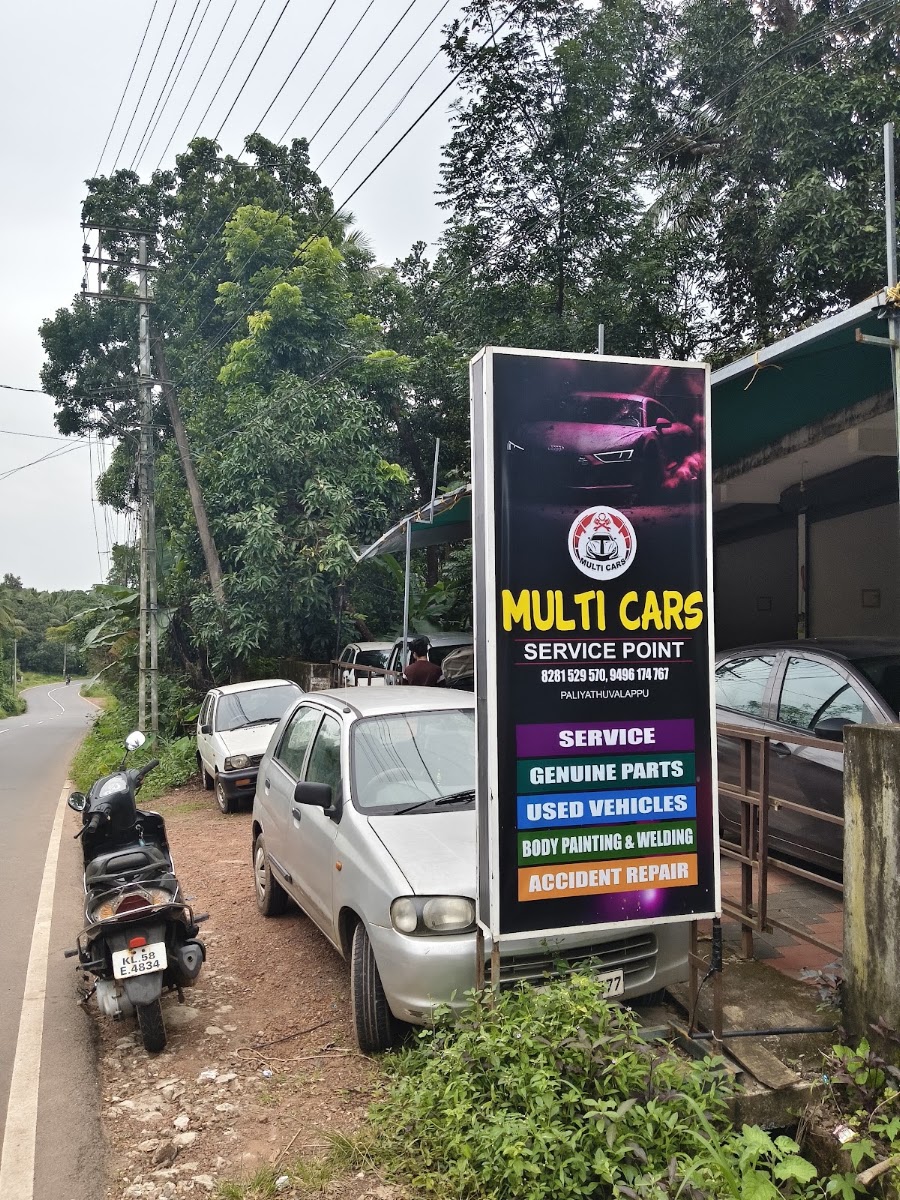 MULTI CARS
MULTI CARS
SERVICE POINT
8281 529 570, 9496 174 767
PALIYATHUVALAPPU
SERVICE
GENUINE PARTS
USED VEHICLES
BODY PAINTING & WELDING
ACCIDENT REPAIR
KL.58
E.4834
77